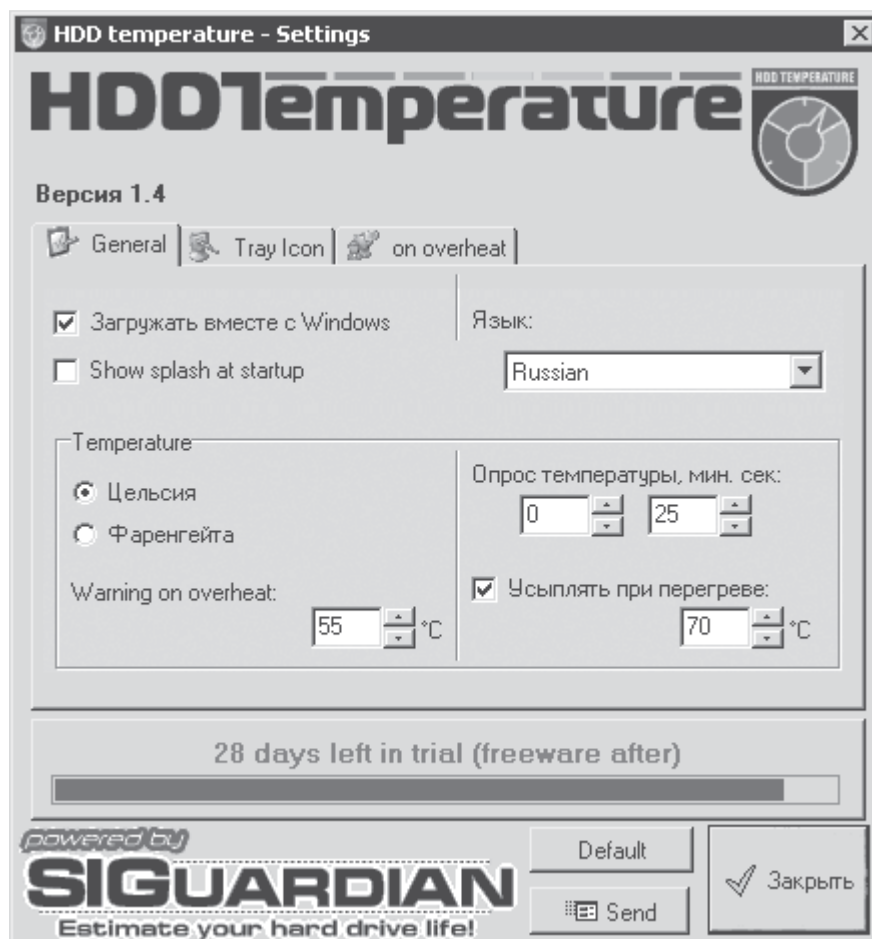 HDD temperature - Settings
HDDTemperature
HDD TEMPERATURE
Версия 1.4
General
Tray Icon
on overheat
Загружать вместе с Windows
Язык:
Show splash at startup
Russian
Temperature
Цельсия
Опрос температуры, мин. сек:
0
25
Фаренгейта
Warning on overheat:
Усыплять при перегреве:
55 °C
70 °C
28 days left in trial (freeware after)
powered by
SIGUARDIAN
Estimate your hard drive life!
Default
Send
Закрыть